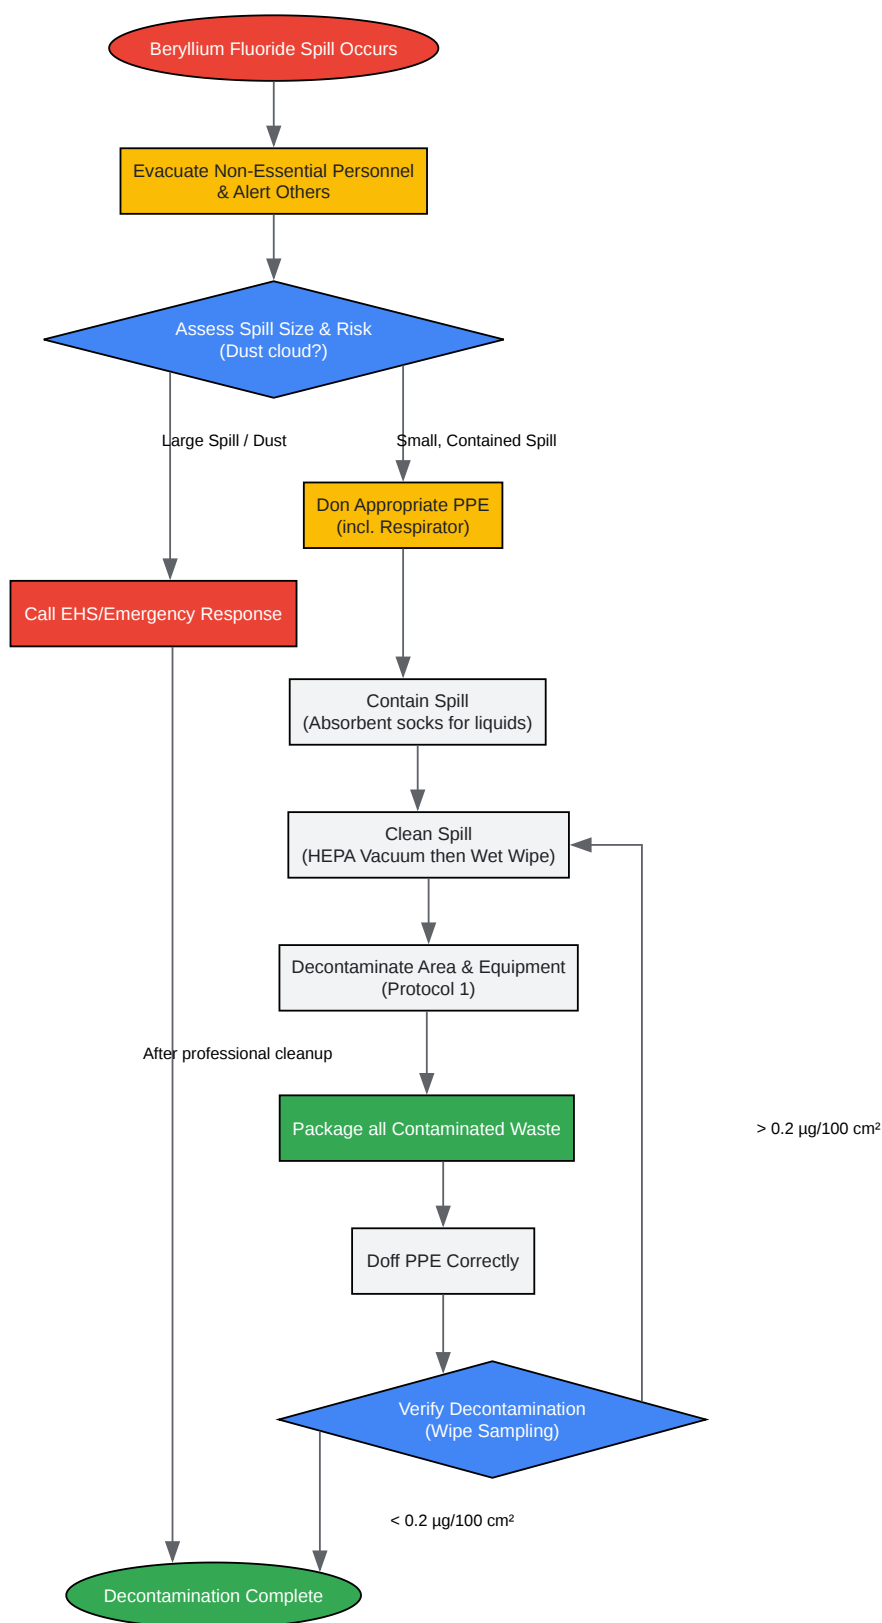 Beryllium Fluoride Spill Occurs
Evacuate Non-Essential Personnel
& Alert Others
Assess Spill Size & Risk
(Dust cloud?)
Large Spill / Dust
Small, Contained Spill
Don Appropriate PPE
(incl. Respirator)
Call EHS/Emergency Response
Contain Spill
(Absorbent socks for liquids)
Clean Spill
(HEPA Vacuum then Wet Wipe)
Decontaminate Area & Equipment
(Protocol 1)
After professional cleanup
Package all Contaminated Waste
> 0.2 µg/100 cm²
Doff PPE Correctly
Verify Decontamination
(Wipe Sampling)
< 0.2 µg/100 cm²
Decontamination Complete